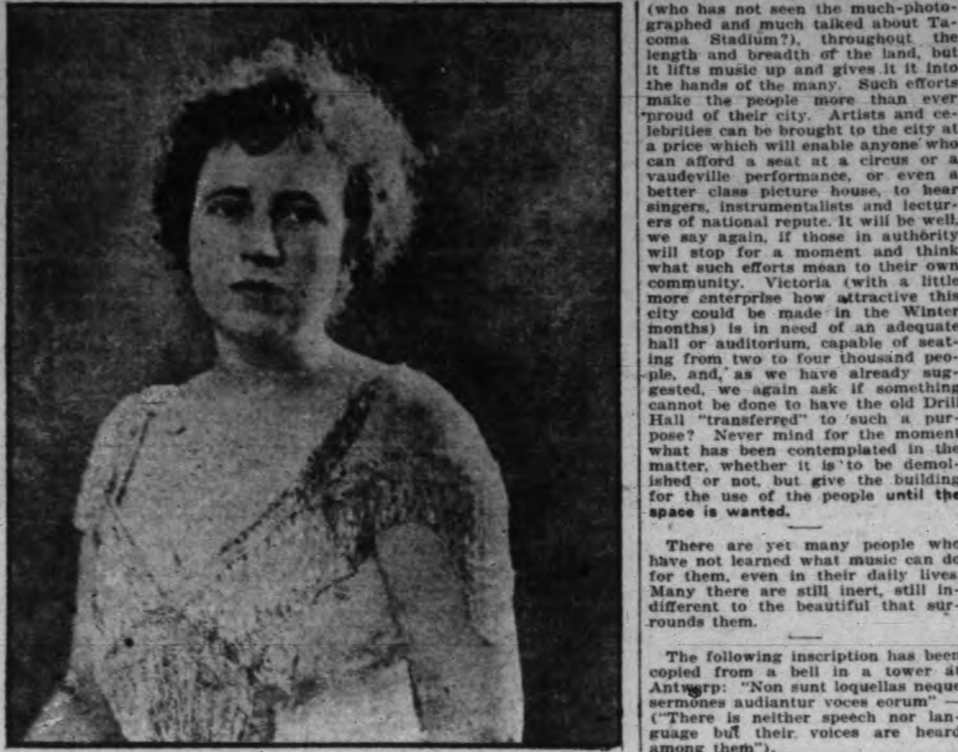 (who has not seen the much-photo-
graphed and much talked about Ta-
coma Stadium?), throughout the
length and breadth of the land, but
it lifts music up and gives it it into
the hands of the many. Such efforts
make the people more than ever
proud of their city. Artists and ce-
lebrities can be brought to the city at
a price which will enable anyone who
can afford a seat at a circus or a
vaudeville performance, or even a
better class picture house, to hear
singers, instrumentalists and lectur-
ers of national repute. It will be well,
we say again, if those in authority
will stop for a moment and think
what such efforts mean to their own
community. Victoria (with a little
more enterprise how attractive this
city could be made in the Winter
months) is in need of an adequate
hall or auditorium, capable of seat-
ing from two to four thousand peo-
ple, and, as we have already sug-
gested, we again ask if something
cannot be done to have the old Drill
Hall "transferred" to such a pur-
pose? Never mind for the moment
what has been contemplated in the
matter, whether it is to be demol-
ished or not, but give the building
for the use of the people until the
space is wanted.
There are yet many people who
have not learned what music can do
for them, even in their daily lives
Many there are still inert, still in-
different to the beautiful that sur-
rounds them.
The following inscription has been
copied from a bell in a tower at
Antwerp: "Non sunt loquellas neque
sermones audiantur voces eorum" —
("There is neither speech nor lan-
guage but their voices are heard
among them").